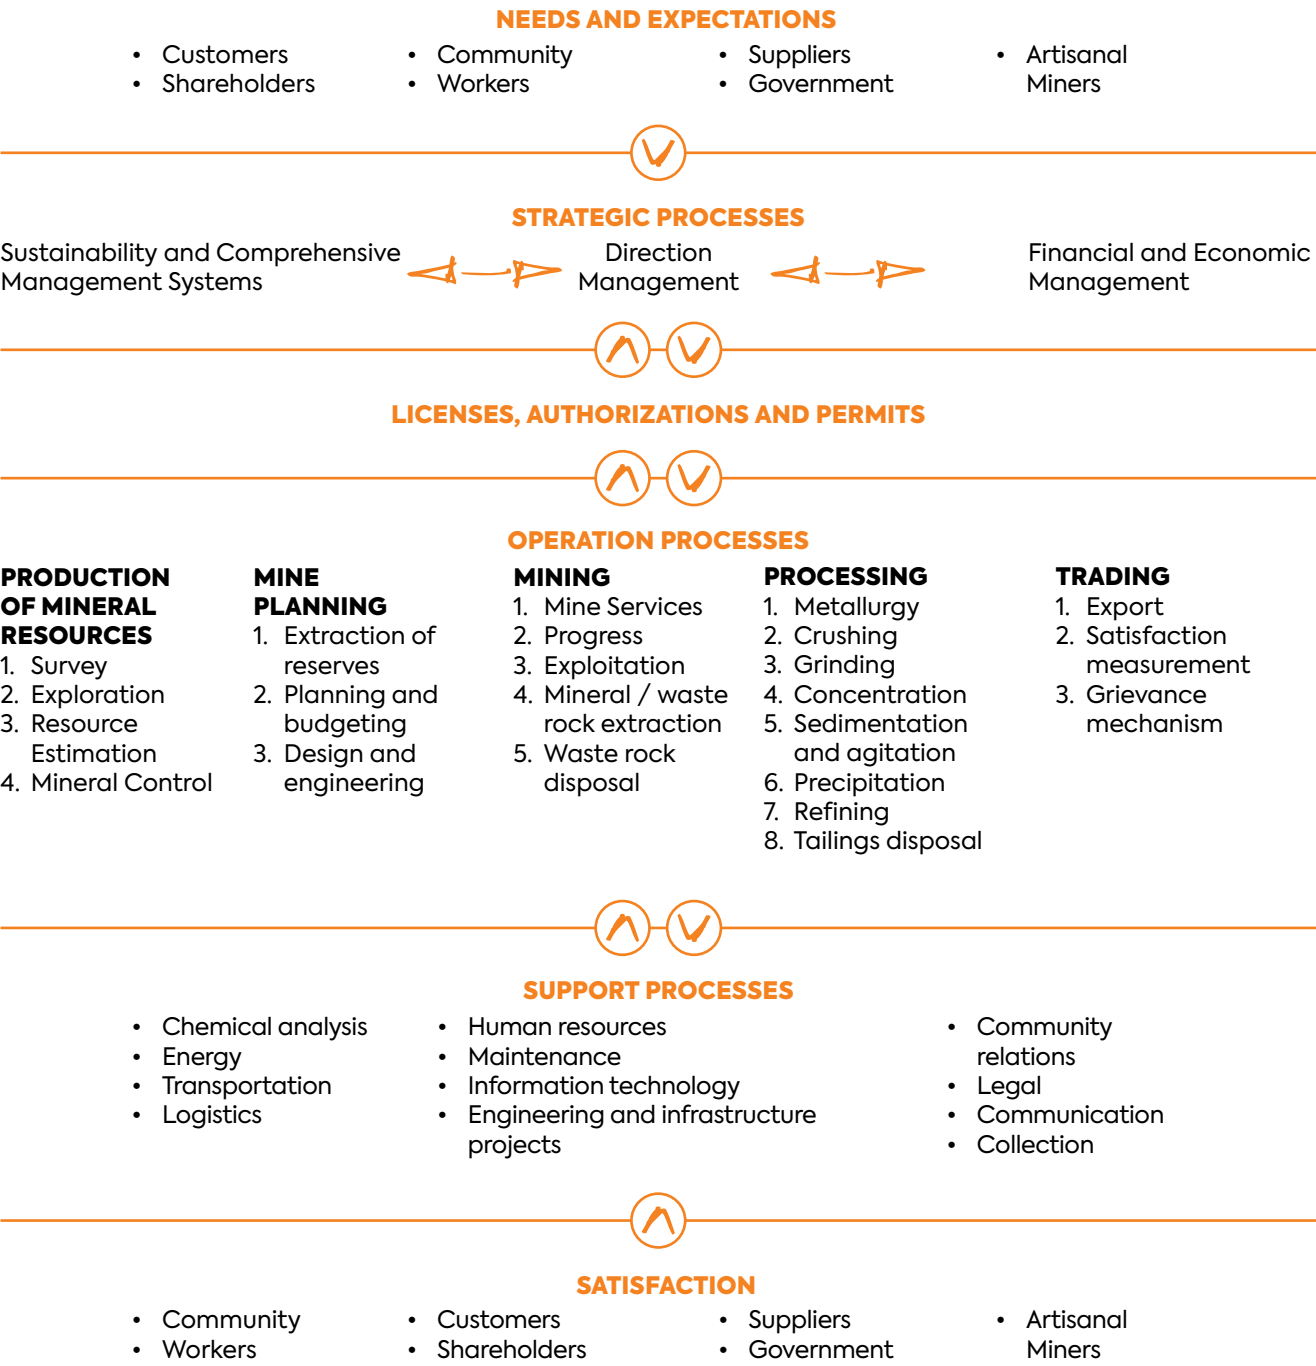 NEEDS AND EXPECTATIONS
• Customers
• Shareholders
• Community
• Workers
• Suppliers
• Government
• Artisanal
Miners
STRATEGIC PROCESSES
Sustainability and Comprehensive
Management Systems
Direction
Management
Financial and Economic
Management
LICENSES, AUTHORIZATIONS AND PERMITS
OPERATION PROCESSES
PRODUCTION
OF MINERAL
RESOURCES
1. Survey
2. Exploration
3. Resource
Estimation
4. Mineral Control
MINE
PLANNING
1. Extraction of
reserves
2. Planning and
budgeting
3. Design and
engineering
MINING
1. Mine Services
2. Progress
3. Exploitation
4. Mineral / waste
rock extraction
5. Waste rock
disposal
PROCESSING
1. Metallurgy
2. Crushing
3. Grinding
4. Concentration
5. Sedimentation
and agitation
6. Precipitation
7. Refining
8. Tailings disposal
TRADING
1. Export
2. Satisfaction
measurement
3. Grievance
mechanism
SUPPORT PROCESSES
• Chemical analysis
• Energy
• Transportation
• Logistics
• Human resources
• Maintenance
• Information technology
• Engineering and infrastructure
projects
• Community
relations
• Legal
• Communication
• Collection
SATISFACTION
• Community
• Workers
• Customers
• Shareholders
• Suppliers
• Government
• Artisanal
Miners